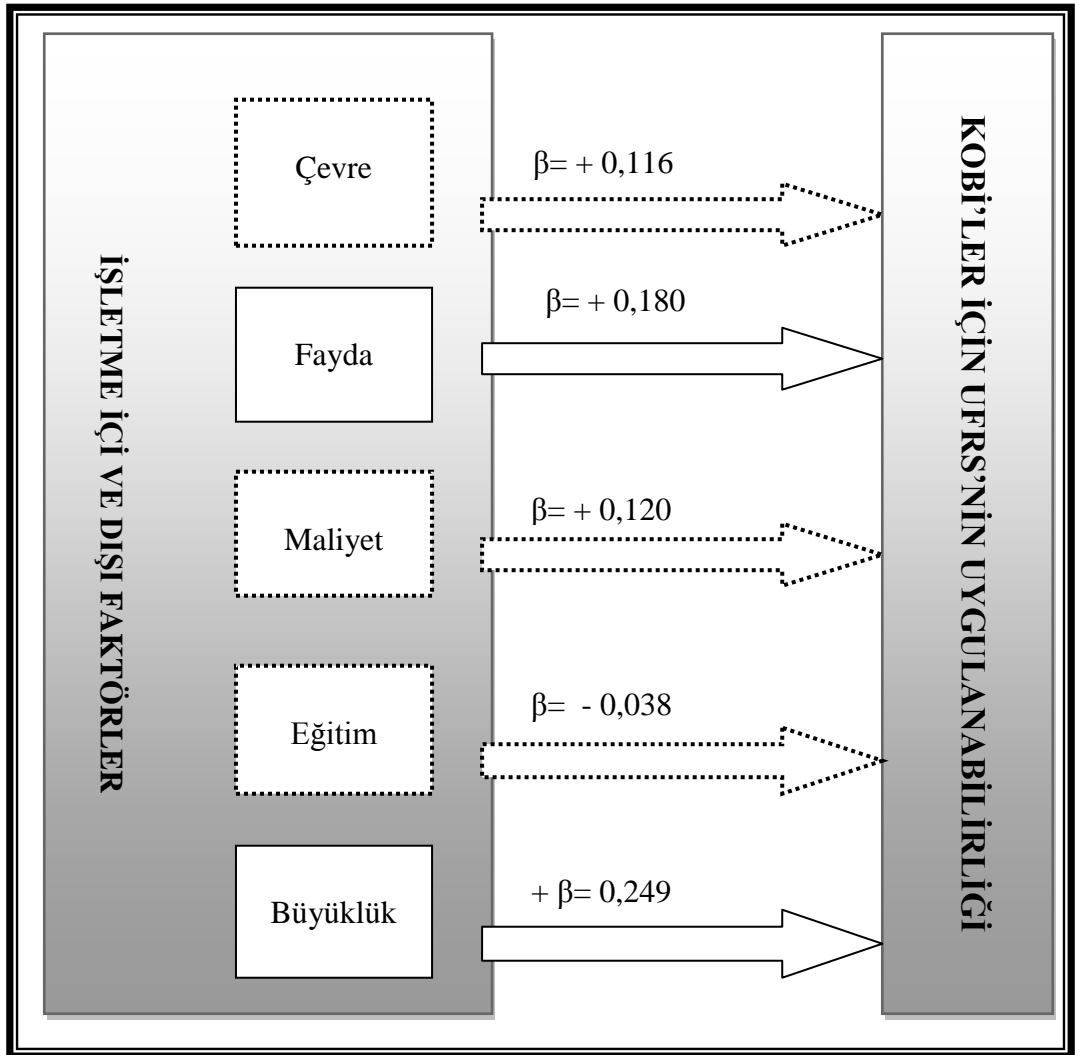 İŞLETME İÇİ VE DIŞI FAKTÖRLER
Çevre
β= + 0,116
Fayda
β= + 0,180
Maliyet
β= + 0,120
Eğitim
β= - 0,038
Büyüklük
+ β= 0,249
KOBİ’LER İÇİN UFRS’NİN UYGULANABİLİRLİĞİ